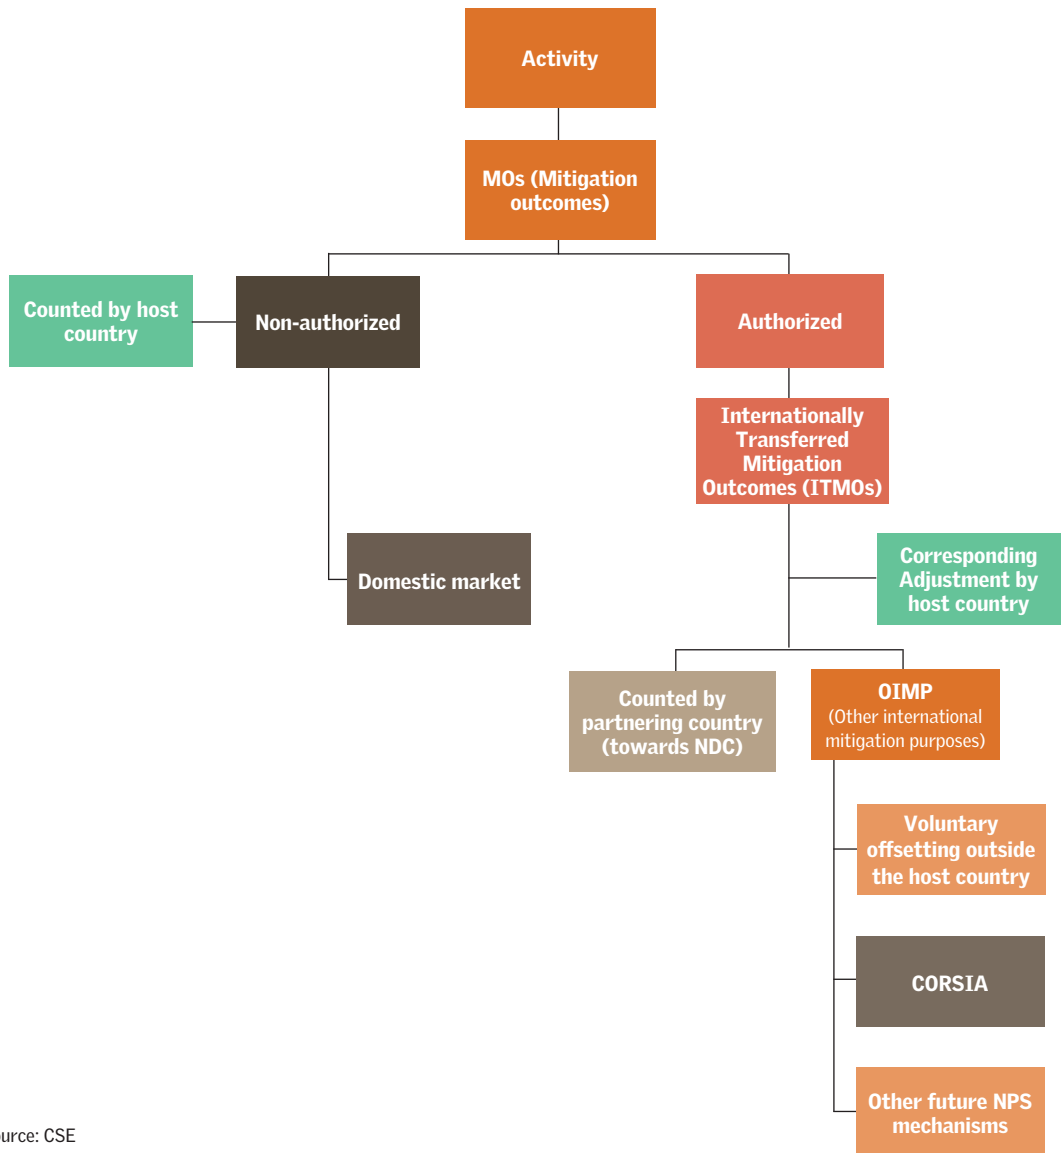 Activity
MOs (Mitigation
outcomes)
Counted by host
country
Non-authorized
Authorized
Internationally
Transferred
Mitigation
Outcomes (ITMOs)
Domestic market
Corresponding
Adjustment by
host country
Counted by
partnering country
(towards NDC)
OIMP
(Other international
mitigation purposes)
Voluntary
offsetting outside
the host country
CORSIA
Other future NPS
mechanisms
ource: CSE